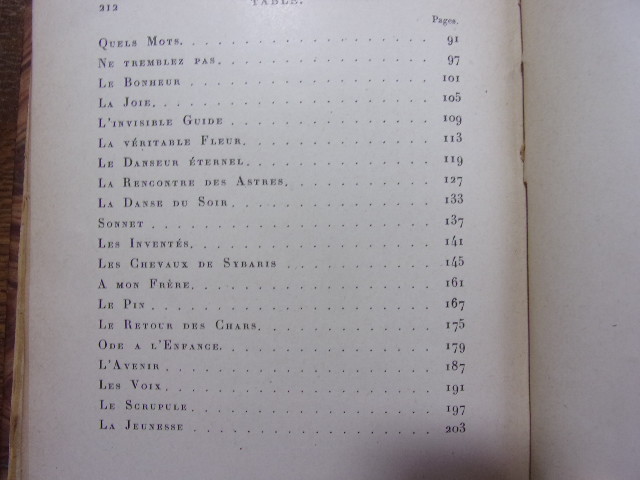 212 TABLE.
Pages.
Quels Mots. . . . . . . . . . . . . . 91
Ne tremblez pas. . . . . . . . . . . . 97
Le Bonheur . . . . . . . . . . . . . . 101
La Joie. . . . . . . . . . . . . . . . 105
L'invisible Guide . . . . . . . . . . . 109
La véritable Fleur. . . . . . . . . . . 113
Le Danseur éternel. . . . . . . . . . . 119
La Rencontre des Astres. . . . . . . . . 127
La Danse du Soir. . . . . . . . . . . . 133
Sonnet . . . . . . . . . . . . . . . . 137
Les Inventés. . . . . . . . . . . . . . 141
Les Chevaux de Sybaris . . . . . . . . . 145
A mon Frère. . . . . . . . . . . . . . 161
Le Pin . . . . . . . . . . . . . . . . 167
Le Retour des Chars. . . . . . . . . . . 175
Ode a l'Enfance. . . . . . . . . . . . 179
L'Avenir . . . . . . . . . . . . . . . 187
Les Voix . . . . . . . . . . . . . . . 191
Le Scrupule . . . . . . . . . . . . . . 197
La Jeunesse . . . . . . . . . . . . . . 203